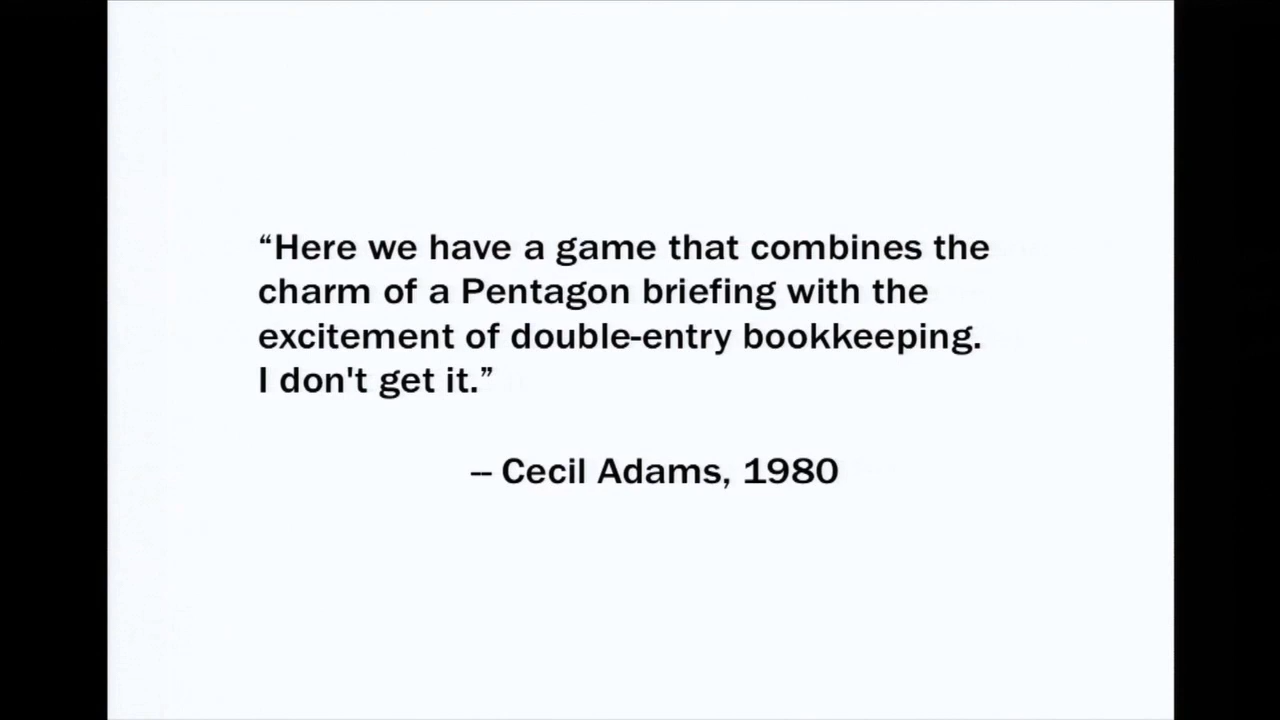 “Here we have a game that combines the
charm of a Pentagon briefing with the
excitement of double-entry bookkeeping.
I don't get it.”
-- Cecil Adams, 1980